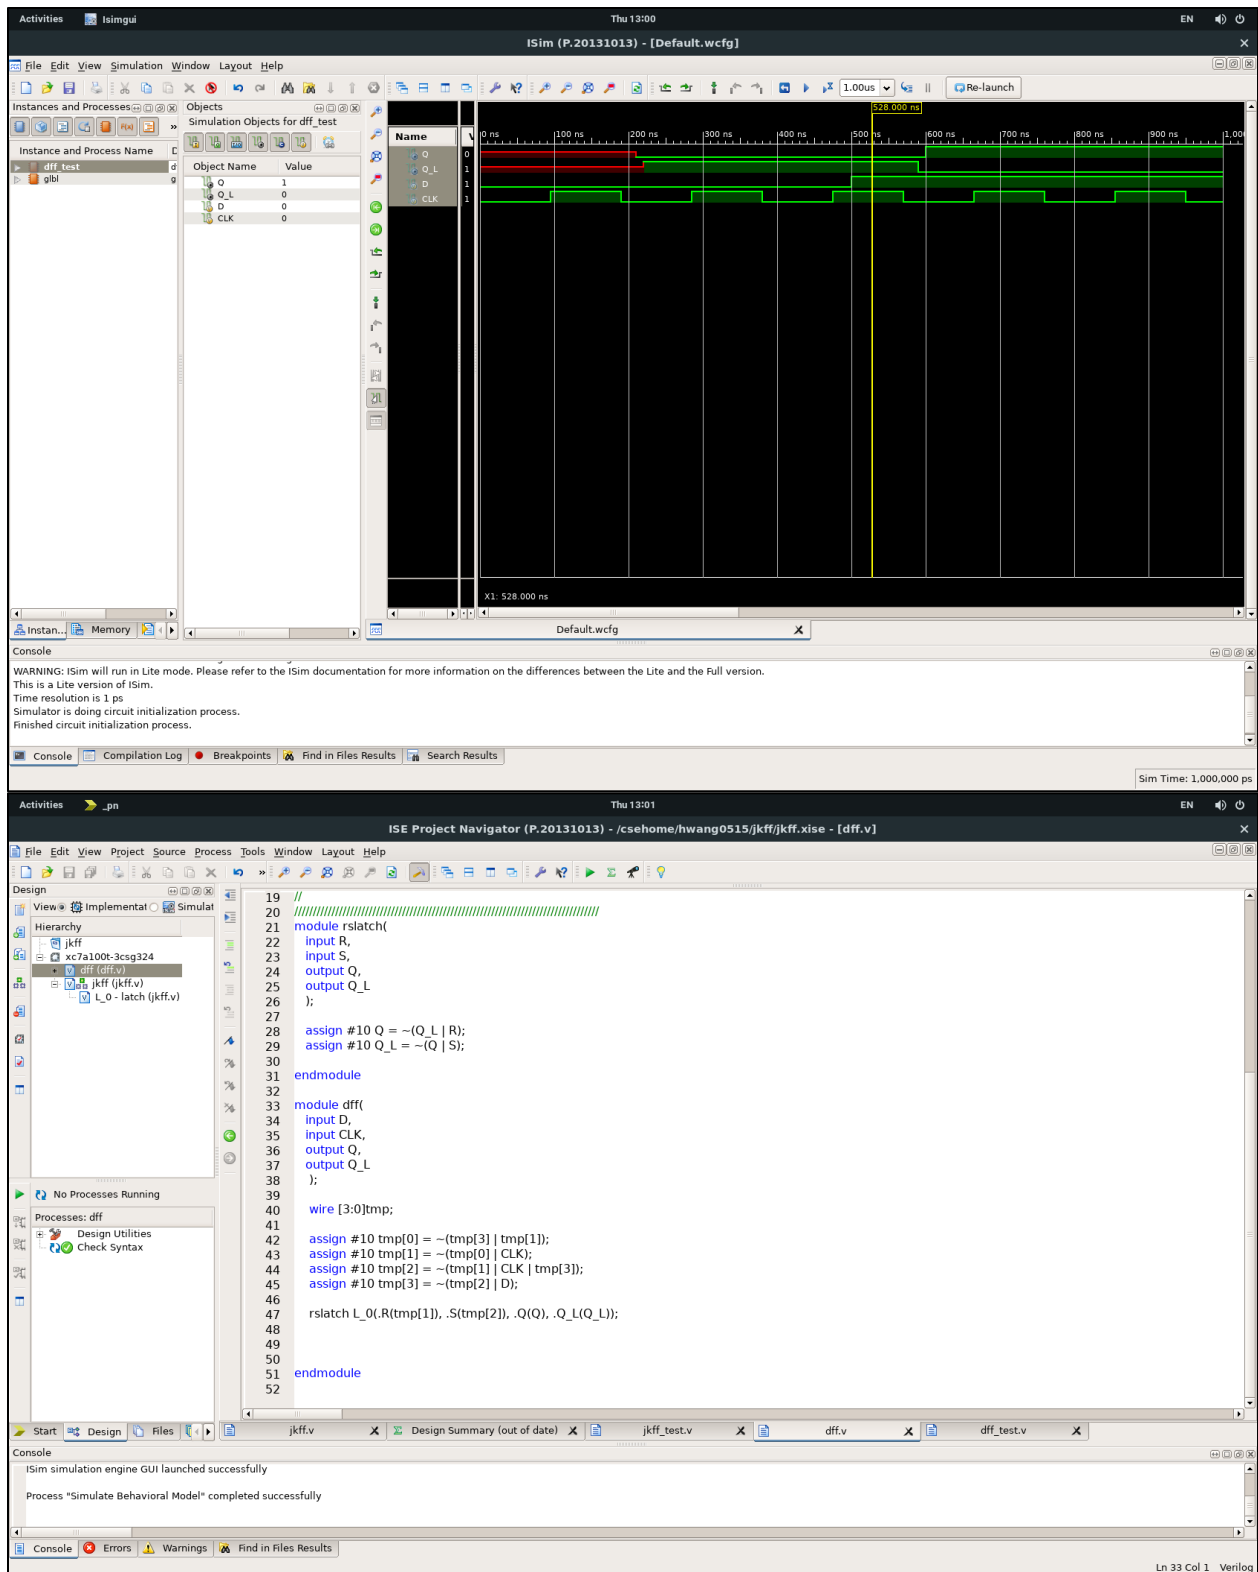 Activities Isimgui Thu 13:00 EN
ISim (P.20131013) - [Default.wcfg]
File Edit View Simulation Window Layout Help
1.00us Re-launch
Instances and Processes Objects
Simulation Objects for dff_test
Instance and Process Name D
dff_test d
glbl g
Object Name Value
Q 1
Q_L 0
D 0
CLK 0
Name V
Q 0
Q_L 1
D 1
CLK 1
528.000 ns
0 ns 100 ns 200 ns 300 ns 400 ns 500 ns 600 ns 700 ns 800 ns 900 ns 1,000
X1: 528.000 ns
Instan... Memory
Default.wcfg
Console
WARNING: ISim will run in Lite mode. Please refer to the ISim documentation for more information on the differences between the Lite and the Full version.
This is a Lite version of ISim.
Time resolution is 1 ps
Simulator is doing circuit initialization process.
Finished circuit initialization process.
Console Compilation Log Breakpoints Find in Files Results Search Results
Sim Time: 1,000,000 ps
Activities _pn Thu 13:01 EN
ISE Project Navigator (P.20131013) - /csehome/hwang0515/jkff/jkff.xise - [dff.v]
File Edit View Project Source Process Tools Window Layout Help
Design
View Implementat Simulat
Hierarchy
jkff
xc7a100t-3csg324
dff (dff.v)
jkff (jkff.v)
L_0 - latch (jkff.v)
No Processes Running
Processes: dff
Design Utilities
Check Syntax
19 //
20 //////////////////////////////////////////////////////////////////////////////////
21 module rslatch(
22 input R,
23 input S,
24 output Q,
25 output Q_L
26 );
27
28 assign #10 Q = ~(Q_L | R);
29 assign #10 Q_L = ~(Q | S);
30
31 endmodule
32
33 module dff(
34 input D,
35 input CLK,
36 output Q,
37 output Q_L
38 );
39
40 wire [3:0]tmp;
41
42 assign #10 tmp[0] = ~(tmp[3] | tmp[1]);
43 assign #10 tmp[1] = ~(tmp[0] | CLK);
44 assign #10 tmp[2] = ~(tmp[1] | CLK | tmp[3]);
45 assign #10 tmp[3] = ~(tmp[2] | D);
46
47 rslatch L_0(.R(tmp[1]), .S(tmp[2]), .Q(Q), .Q_L(Q_L));
48
49
50
51 endmodule
52
Start Design Files
jkff.v Design Summary (out of date) jkff_test.v dff.v dff_test.v
Console
ISim simulation engine GUI launched successfully
Process "Simulate Behavioral Model" completed successfully
Console Errors Warnings Find in Files Results
Ln 33 Col 1 Verilog